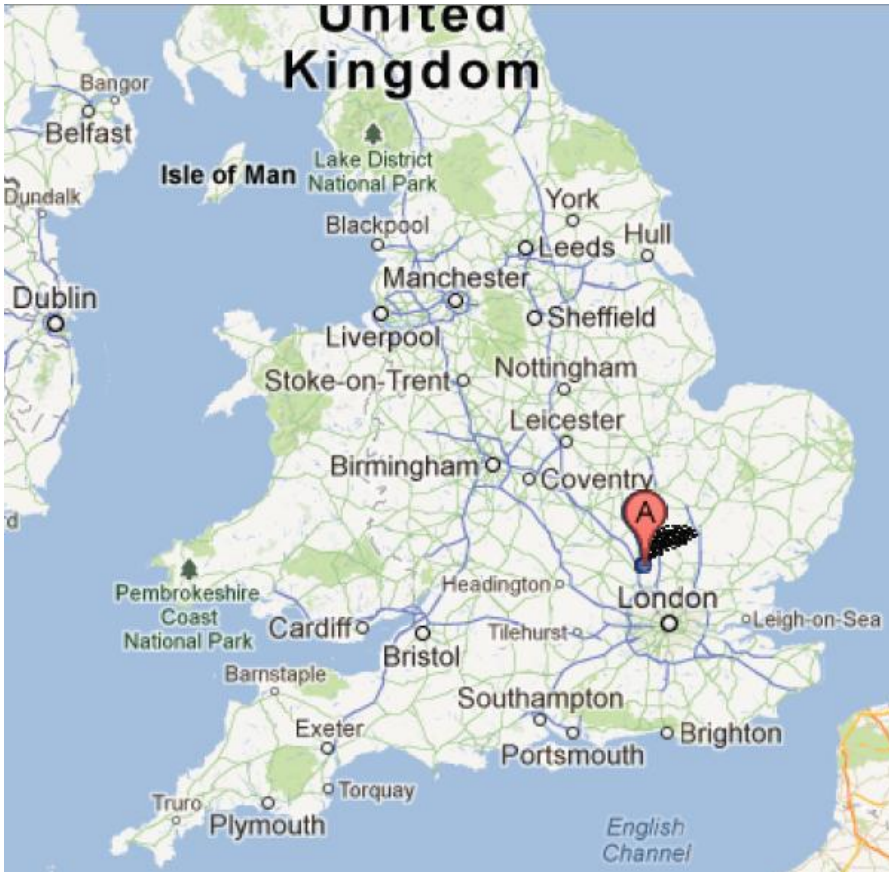 United
Kingdom
Bangor
Belfast
Lake District
National Park
Isle of Man
Dundalk
York
Blackpool
Leeds
Hull
Manchester
Dublin
Liverpool
Sheffield
Stoke-on-Trent
Nottingham
Leicester
Birmingham
Coventry
A
d
Pembrokeshire
Coast
National Park
Headington
London
Cardiff
Bristol
Tilehurst
Leigh-on-Sea
Barnstaple
Southampton
Exeter
Portsmouth
Brighton
Torquay
Truro
Plymouth
English
Channel